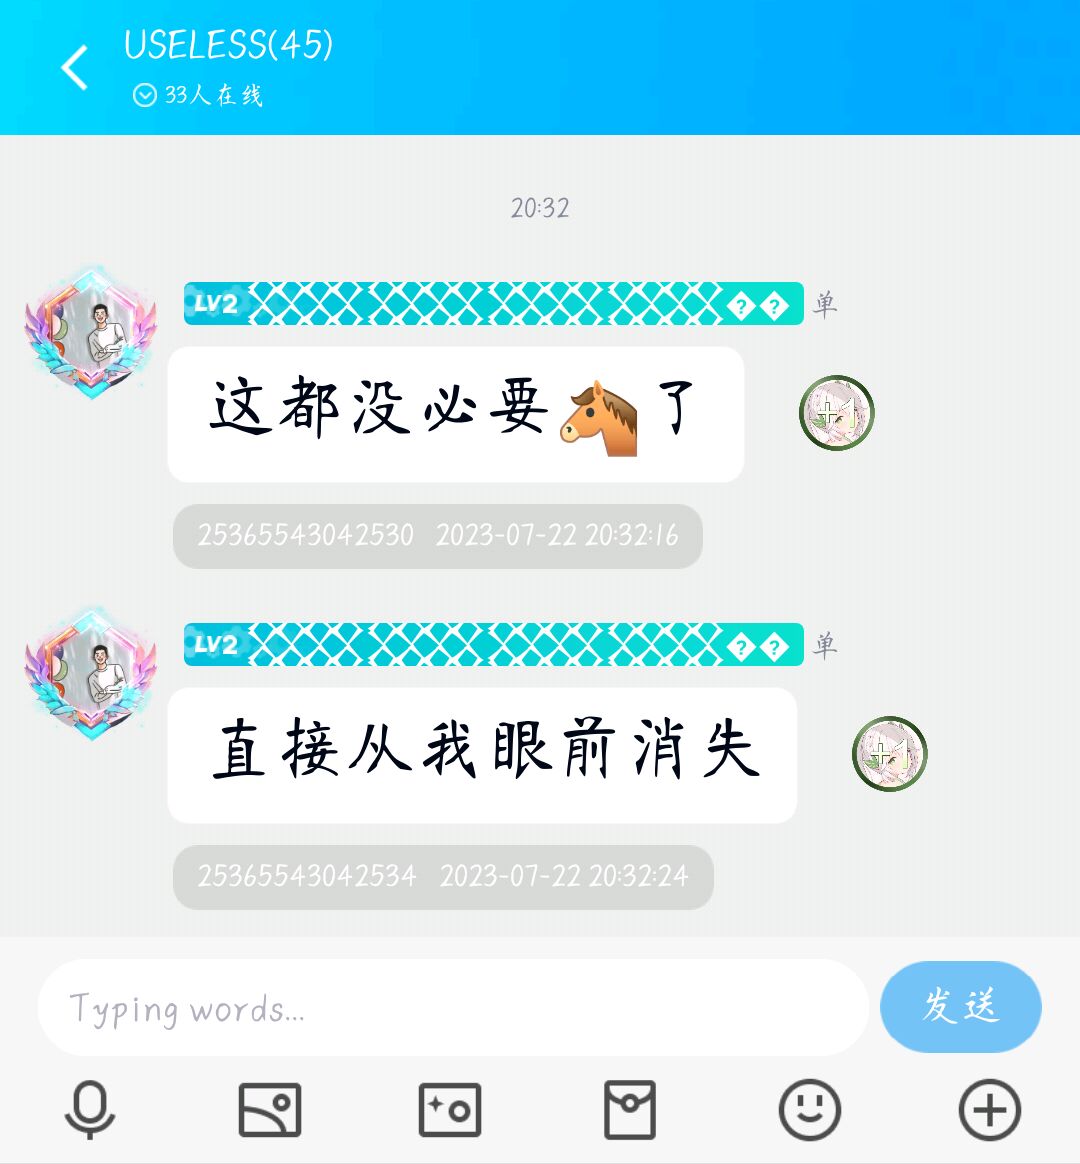 USELESS(45)
33人在线
20:32
LV2 �� 单
这都没必要🐴了
+1
25365543042530 2023-07-22 20:32:16
LV2 �� 单
直接从我眼前消失
+1
25365543042534 2023-07-22 20:32:24
Typing words...
发送